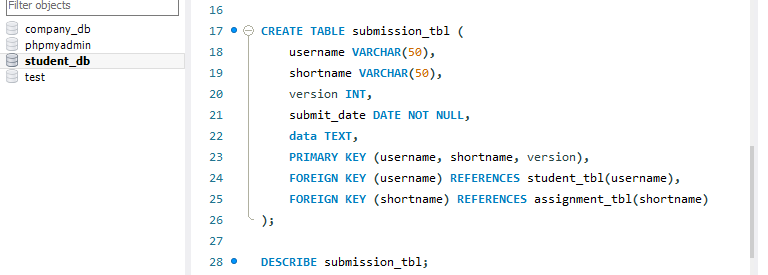 Filter objects
company_db
phpmyadmin
student_db
test
16
17 CREATE TABLE submission_tbl (
18 username VARCHAR(50),
19 shortname VARCHAR(50),
20 version INT,
21 submit_date DATE NOT NULL,
22 data TEXT,
23 PRIMARY KEY (username, shortname, version),
24 FOREIGN KEY (username) REFERENCES student_tbl(username),
25 FOREIGN KEY (shortname) REFERENCES assignment_tbl(shortname)
26 );
27
28 DESCRIBE submission_tbl;